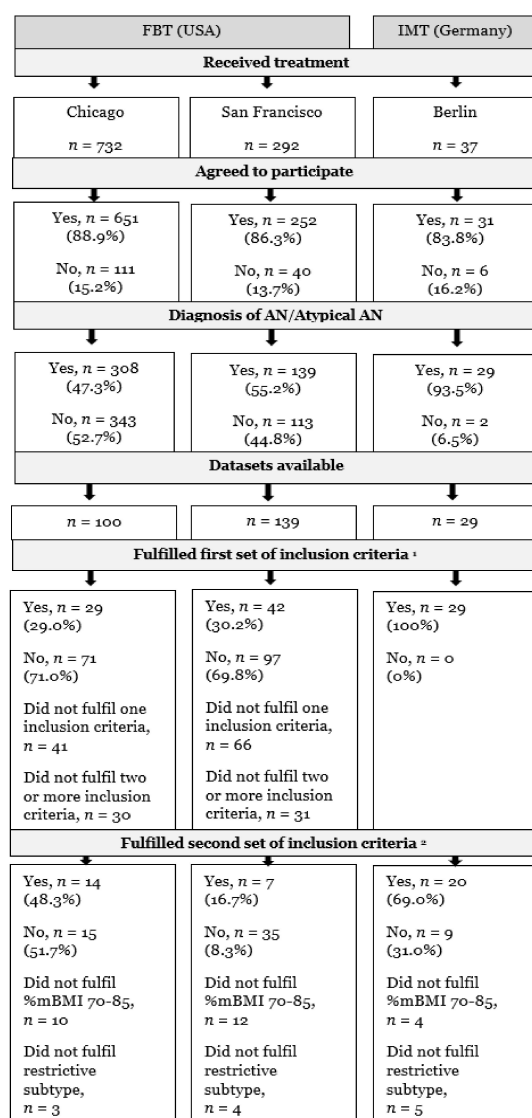 FBT (USA)
IMT (Germany)
Received treatment
Chicago
n = 732
San Francisco
n = 292
Berlin
n = 37
Agreed to participate
Yes, n = 651
(88.9%)
No, n = 111
(15.2%)
Yes, n = 252
(86.3%)
No, n = 40
(13.7%)
Yes, n = 31
(83.8%)
No, n = 6
(16.2%)
Diagnosis of AN/Atypical AN
Yes, n = 308
(47.3%)
No, n = 343
(52.7%)
Yes, n = 139
(55.2%)
No, n = 113
(44.8%)
Yes, n = 29
(93.5%)
No, n = 2
(6.5%)
Datasets available
n = 100
n = 139
n = 29
Fulfilled first set of inclusion criteria 1
Yes, n = 29
(29.0%)
No, n = 71
(71.0%)
Did not fulfil one
inclusion criteria,
n = 41
Did not fulfil two
or more inclusion
criteria, n = 30
Yes, n = 42
(30.2%)
No, n = 97
(69.8%)
Did not fulfil one
inclusion criteria,
n = 66
Did not fulfil two
or more inclusion
criteria, n = 31
Yes, n = 29
(100%)
No, n = 0
(0%)
Fulfilled second set of inclusion criteria 2
Yes, n = 14
(48.3%)
No, n = 15
(51.7%)
Did not fulfil
%mBMI 70-85,
n = 10
Did not fulfil
restrictive
subtype,
n = 3
Yes, n = 7
(16.7%)
No, n = 35
(8.3%)
Did not fulfil
%mBMI 70-85,
n = 12
Did not fulfil
restrictive
subtype,
n = 4
Yes, n = 20
(69.0%)
No, n = 9
(31.0%)
Did not fulfil
%mBMI 70-85,
n = 4
Did not fulfil
restrictive
subtype,
n = 5